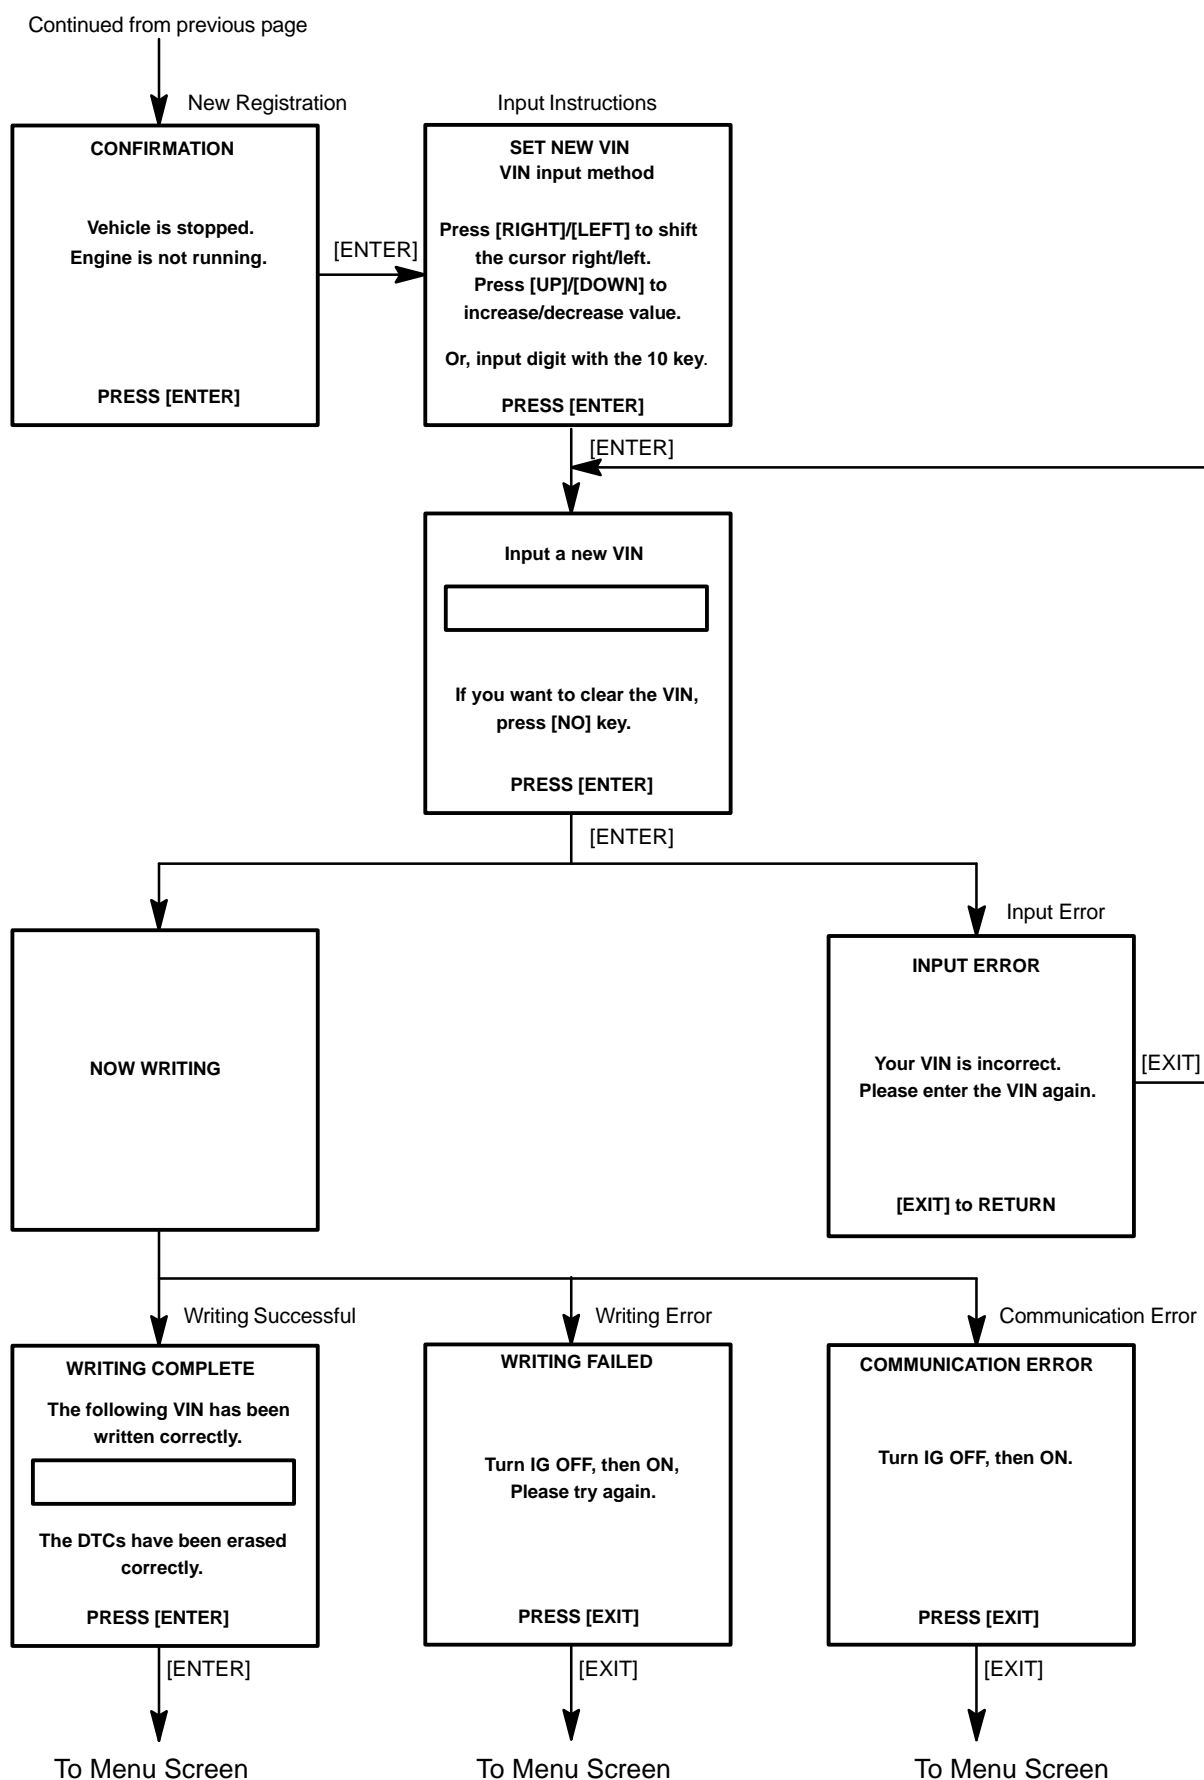 Continued from previous page
New Registration
CONFIRMATION
Vehicle is stopped.
Engine is not running.
PRESS [ENTER]
[ENTER]
Input Instructions
SET NEW VIN
VIN input method
Press [RIGHT]/[LEFT] to shift
the cursor right/left.
Press [UP]/[DOWN] to
increase/decrease value.
Or, input digit with the 10 key.
PRESS [ENTER]
[ENTER]
Input a new VIN
If you want to clear the VIN,
press [NO] key.
PRESS [ENTER]
[ENTER]
NOW WRITING
Input Error
INPUT ERROR
Your VIN is incorrect.
Please enter the VIN again.
[EXIT] to RETURN
[EXIT]
Writing Successful
WRITING COMPLETE
The following VIN has been
written correctly.
The DTCs have been erased
correctly.
PRESS [ENTER]
[ENTER]
To Menu Screen
Writing Error
WRITING FAILED
Turn IG OFF, then ON,
Please try again.
PRESS [EXIT]
[EXIT]
To Menu Screen
Communication Error
COMMUNICATION ERROR
Turn IG OFF, then ON.
PRESS [EXIT]
[EXIT]
To Menu Screen